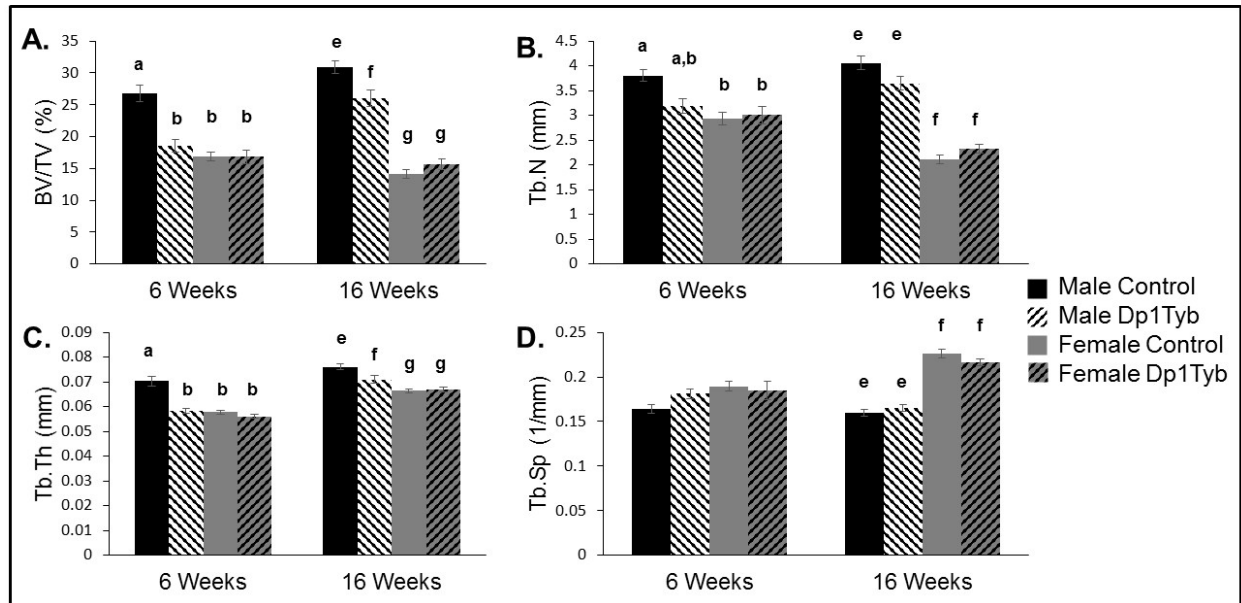 A.
BV/TV (%)
35
30
25
20
15
10
5
0
a
b
b
b
e
f
g
g
6 Weeks
16 Weeks
B.
Tb.N (mm)
4.5
4
3.5
3
2.5
2
1.5
1
0.5
0
a
a,b
b
b
e
e
f
f
6 Weeks
16 Weeks
Male Control
Male Dp1Tyb
Female Control
Female Dp1Tyb
C.
Tb.Th (mm)
0.09
0.08
0.07
0.06
0.05
0.04
0.03
0.02
0.01
0
a
b
b
b
e
f
g
g
6 Weeks
16 Weeks
D.
Tb.Sp (1/mm)
0.25
0.2
0.15
0.1
0.05
0
e
e
f
f
6 Weeks
16 Weeks